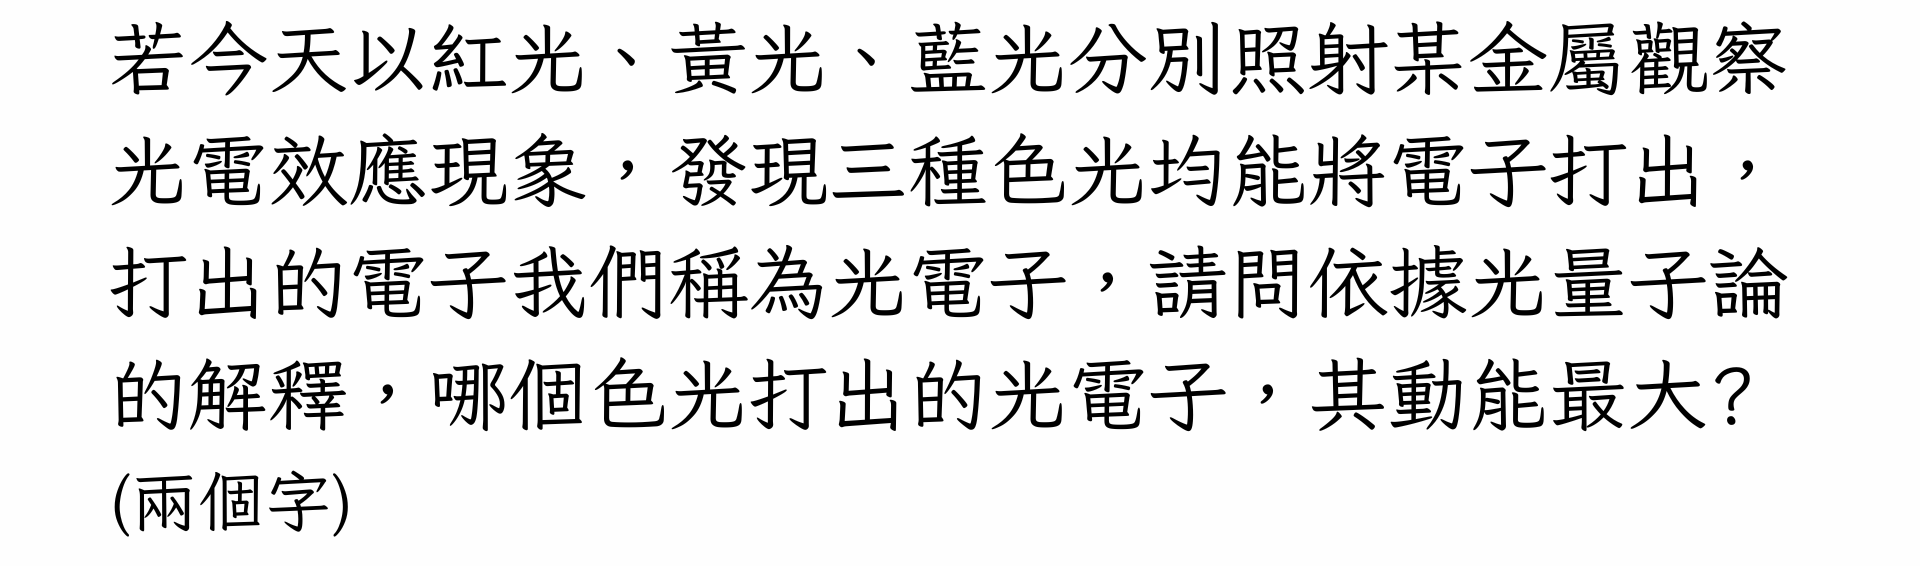 若今天以紅光、黃光、藍光分別照射某金屬觀察
光電效應現象，發現三種色光均能將電子打出，
打出的電子我們稱為光電子，請問依據光量子論
的解釋，哪個色光打出的光電子，其動能最大？
(兩個字)